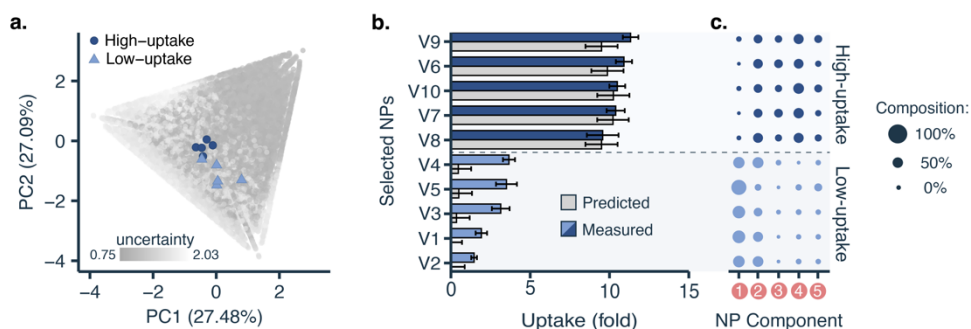 a.
High−uptake
Low−uptake
PC2 (27.09%)
2
0
−2
−4
uncertainty
0.75 2.03
−4 −2 0 2
PC1 (27.48%)
b.
Selected NPs
V9
V6
V10
V7
V8
V4
V5
V3
V1
V2
Predicted
Measured
0 5 10 15
Uptake (fold)
c.
High-uptake
Low-uptake
1 2 3 4 5
NP Component
Composition:
100%
50%
0%